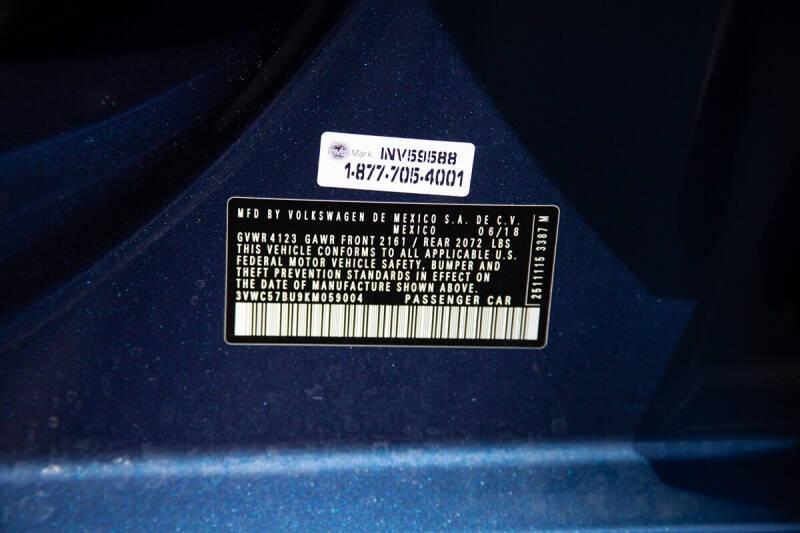 Mark INV59588
1-877-705-4001
MFD BY VOLKSWAGEN DE MEXICO S.A. DE C.V.
MEXICO 06/18
GVWR 4123 GAWR FRONT 2161 / REAR 2072 LBS
THIS VEHICLE CONFORMS TO ALL APPLICABLE U.S.
FEDERAL MOTOR VEHICLE SAFETY, BUMPER AND
THEFT PREVENTION STANDARDS IN EFFECT ON
THE DATE OF MANUFACTURE SHOWN ABOVE.
3VWC57BU9KM059004 PASSENGER CAR
2511115 3387 M